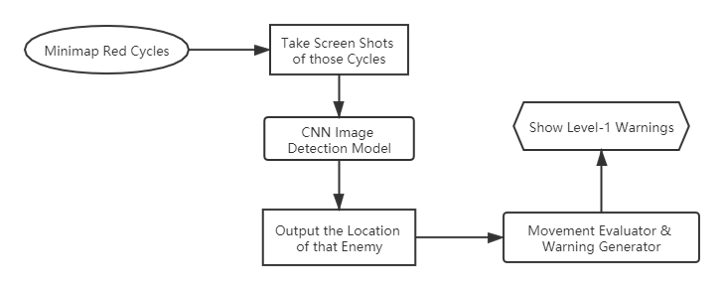 Minimap Red Cycles
Take Screen Shots
of those Cycles
CNN Image
Detection Model
Output the Location
of that Enemy
Movement Evaluator &
Warning Generator
Show Level-1 Warnings